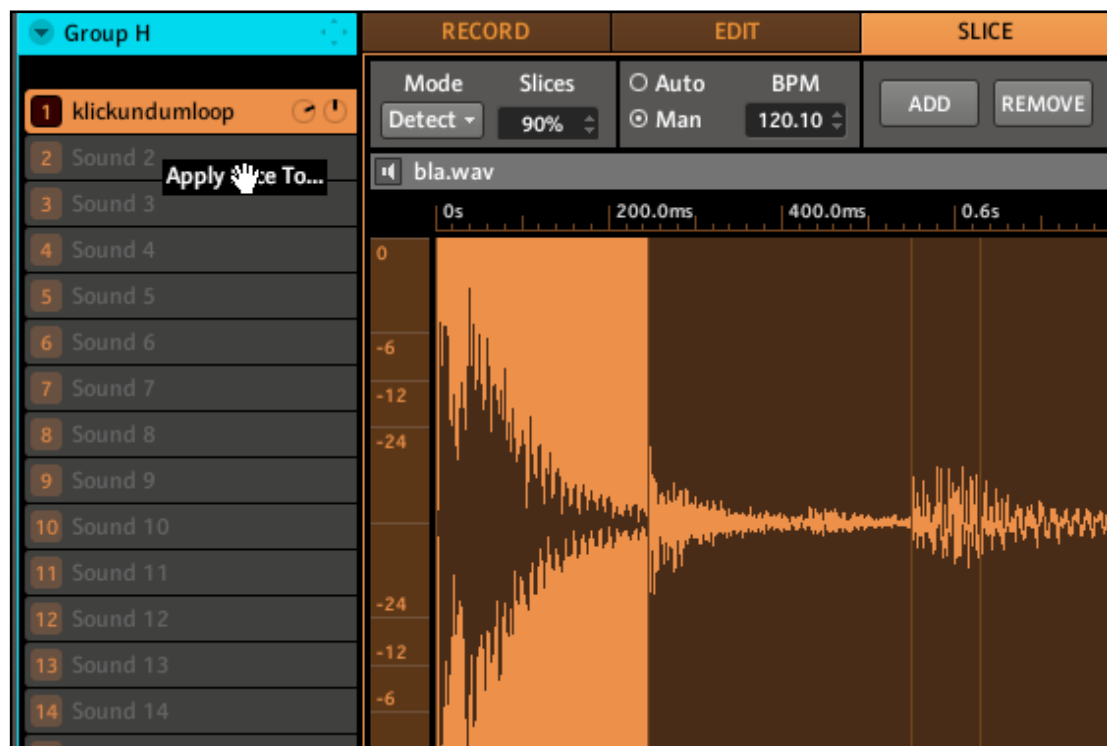 Group H
RECORD EDIT SLICE
Mode Slices Auto BPM
Detect 90% Man 120.10 ADD REMOVE
1 klickundumloop
2 Sound 2
Apply To...
bla.wav
3 Sound 3
0s 200.0ms 400.0ms 0.6s
4 Sound 4
5 Sound 5
6 Sound 6
7 Sound 7
8 Sound 8
9 Sound 9
10 Sound 10
11 Sound 11
12 Sound 12
13 Sound 13
14 Sound 14
0
-6
-12
-24
-24
-12
-6